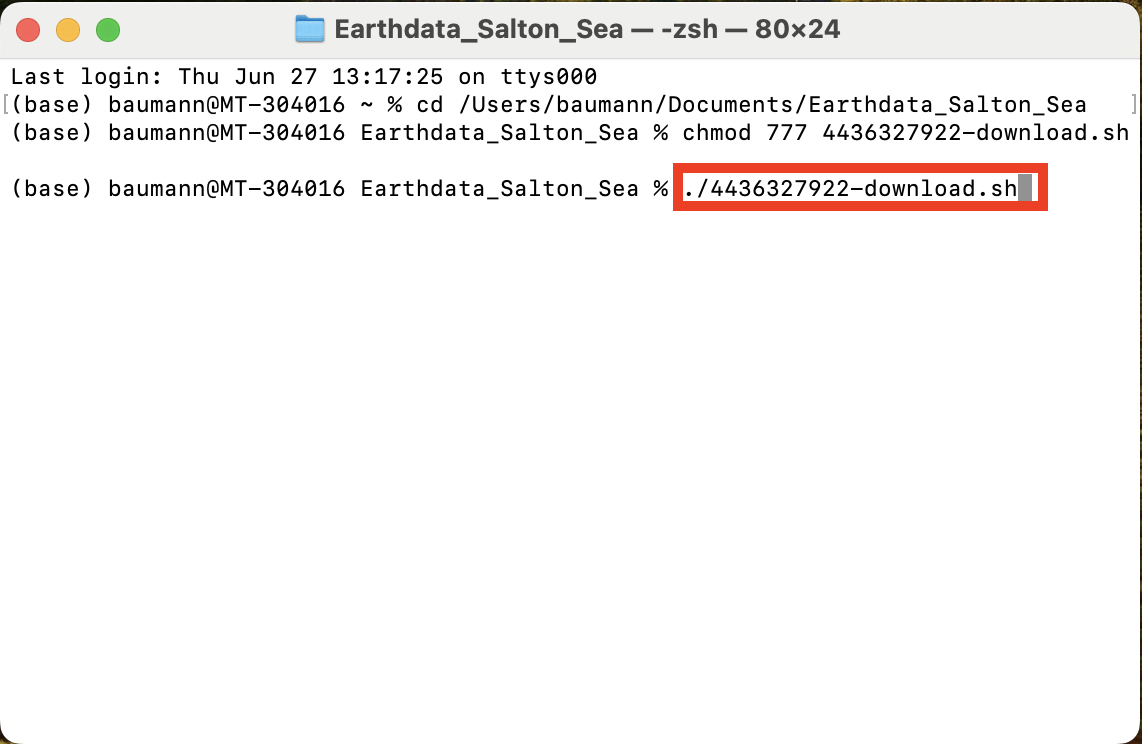 Earthdata_Salton_Sea — -zsh — 80×24
Last login: Thu Jun 27 13:17:25 on ttys000
[(base) baumann@MT-304016 ~ % cd /Users/baumann/Documents/Earthdata_Salton_Sea ]
(base) baumann@MT-304016 Earthdata_Salton_Sea % chmod 777 4436327922-download.sh
(base) baumann@MT-304016 Earthdata_Salton_Sea % ./4436327922-download.sh